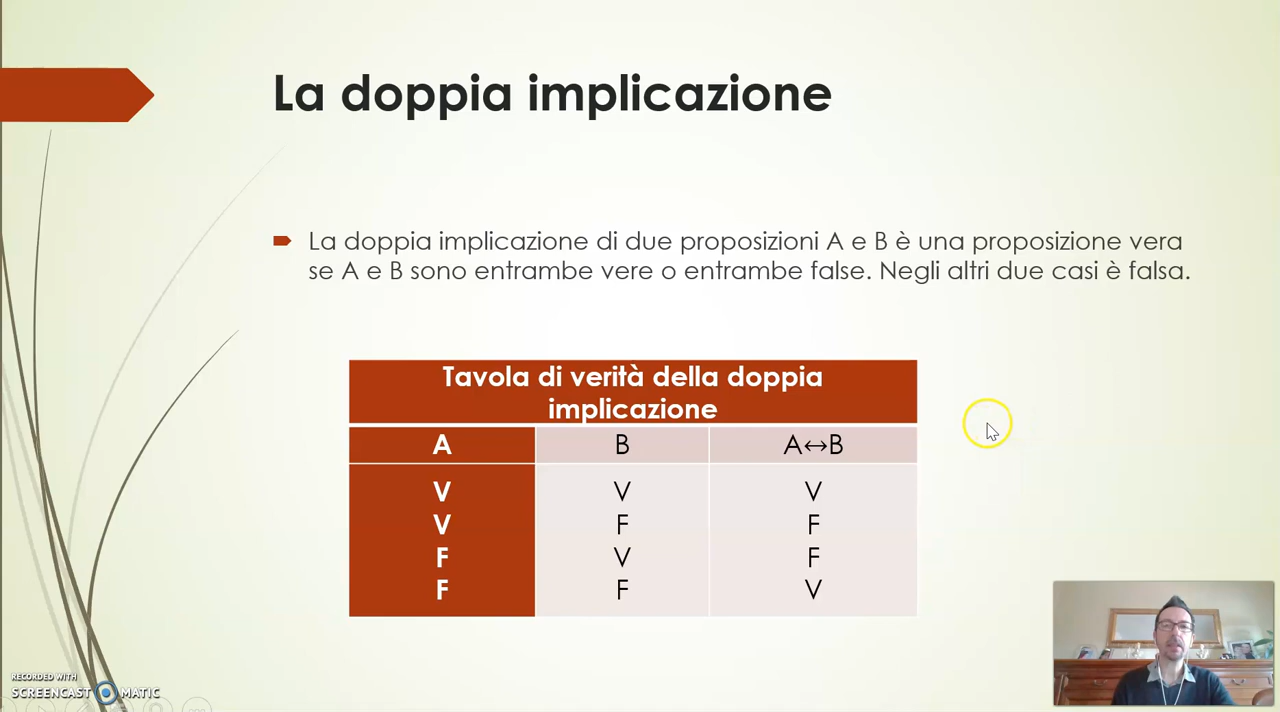 La doppia implicazione
La doppia implicazione di due proposizioni A e B è una proposizione vera
se A e B sono entrambe vere o entrambe false. Negli altri due casi è falsa.
Tavola di verità della doppia
implicazione
A B A↔B
V V V
V F F
F V F
F F V
RECORDED WITH
SCREENCAST MATIC